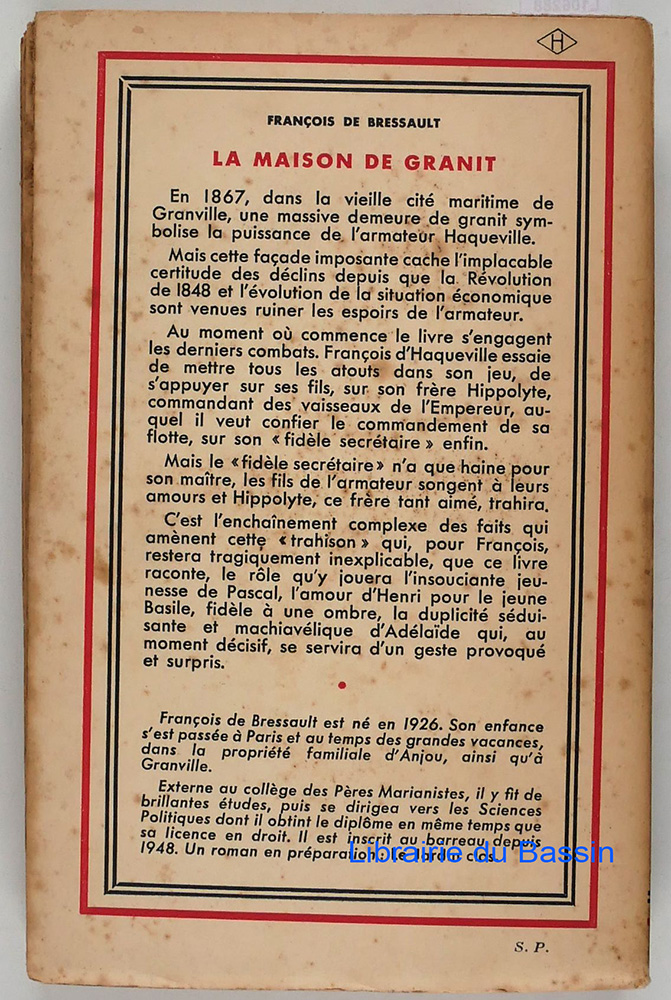 H
FRANÇOIS DE BRESSAULT
LA MAISON DE GRANIT
En 1867, dans la vieille cité maritime de
Granville, une massive demeure de granit sym-
bolise la puissance de l'armateur Haqueville.
Mais cette façade imposante cache l'implacable
certitude des déclins depuis que la Révolution
de 1848 et l'évolution de la situation économique
sont venues ruiner les espoirs de l'armateur.
Au moment où commence le livre s'engagent
les derniers combats. François d'Haqueville essaie
de mettre tous les atouts dans son jeu, de
s'appuyer sur ses fils, sur son frère Hippolyte,
commandant des vaisseaux de l'Empereur, au-
quel il veut confier le commandement de sa
flotte, sur son « fidèle secrétaire » enfin.
Mais le « fidèle secrétaire » n'a que haine pour
son maître, les fils de l'armateur songent à leurs
amours et Hippolyte, ce frère tant aimé, trahira.
C'est l'enchaînement complexe des faits qui
amènent cette « trahison » qui, pour François,
restera tragiquement inexplicable, que ce livre
raconte, le rôle qu'y jouera l'insouciante jeu-
nesse de Pascal, l'amour d'Henri pour le jeune
Basile, fidèle à une ombre, la duplicité sédui-
sante et machiavélique d'Adélaïde qui, au
moment décisif, se servira d'un geste provoqué
et surpris.
François de Bressault est né en 1926. Son enfance
s'est passée à Paris et au temps des grandes vacances,
dans la propriété familiale d'Anjou, ainsi qu'à
Granville.
Externe au collège des Pères Marianistes, il y fit de
brillantes études, puis se dirigea vers les Sciences
Politiques dont il obtint le diplôme en même temps que
sa licence en droit. Il est inscrit au barreau depuis
1948. Un roman en préparation : le jardin clos.
Librairie du Bassin
S. P.